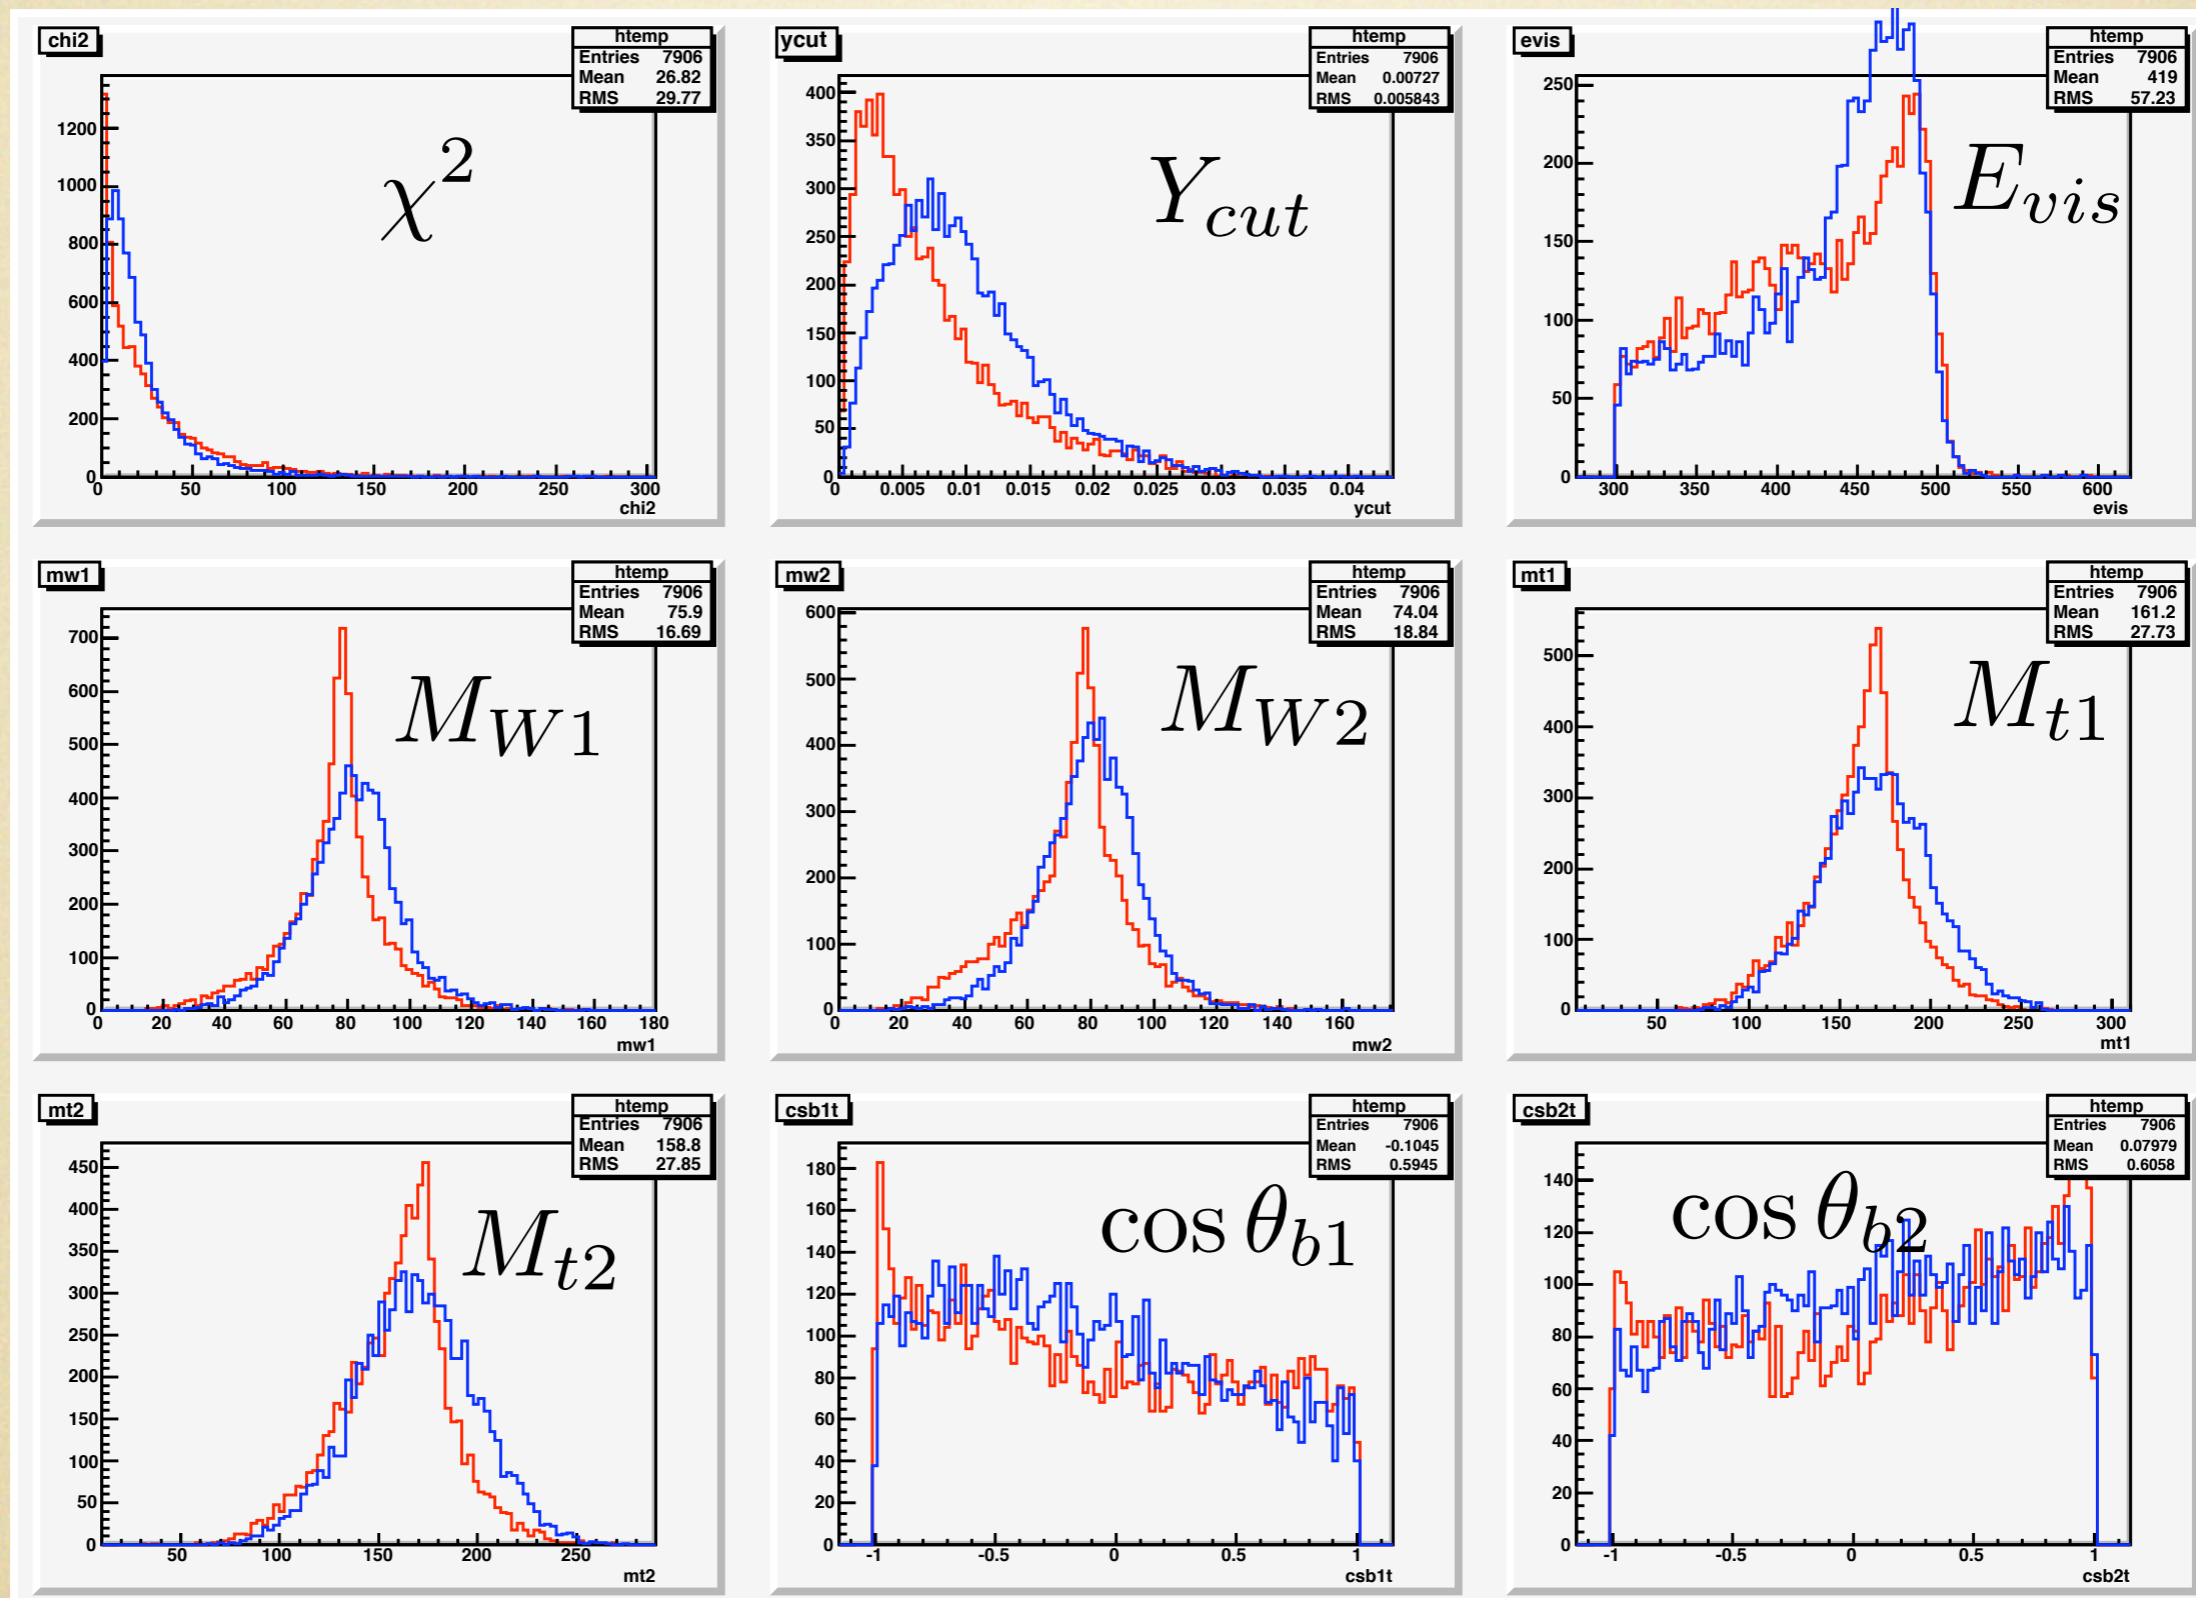 chi2
htemp
Entries 7906
Mean 26.82
RMS 29.77
χ²
1200
1000
800
600
400
200
0
0 50 100 150 200 250 300
chi2
ycut
htemp
Entries 7906
Mean 0.00727
RMS 0.005843
Y_cut
400
350
300
250
200
150
100
50
0
0 0.005 0.01 0.015 0.02 0.025 0.03 0.035 0.04
ycut
evis
htemp
Entries 7906
Mean 419
RMS 57.23
E_vis
250
200
150
100
50
0
300 350 400 450 500 550 600
evis
mw1
htemp
Entries 7906
Mean 75.9
RMS 16.69
M_W1
700
600
500
400
300
200
100
0
0 20 40 60 80 100 120 140 160 180
mw1
mw2
htemp
Entries 7906
Mean 74.04
RMS 18.84
M_W2
600
500
400
300
200
100
0
0 20 40 60 80 100 120 140 160
mw2
mt1
htemp
Entries 7906
Mean 161.2
RMS 27.73
M_t1
500
400
300
200
100
0
50 100 150 200 250 300
mt1
mt2
htemp
Entries 7906
Mean 158.8
RMS 27.85
M_t2
450
400
350
300
250
200
150
100
50
0
50 100 150 200 250
mt2
csb1t
htemp
Entries 7906
Mean -0.1045
RMS 0.5945
cos θ_b1
180
160
140
120
100
80
60
40
20
0
-1 -0.5 0 0.5 1
csb1t
csb2t
htemp
Entries 7906
Mean 0.07979
RMS 0.6058
cos θ_b2
140
120
100
80
60
40
20
0
-1 -0.5 0 0.5 1
csb2t